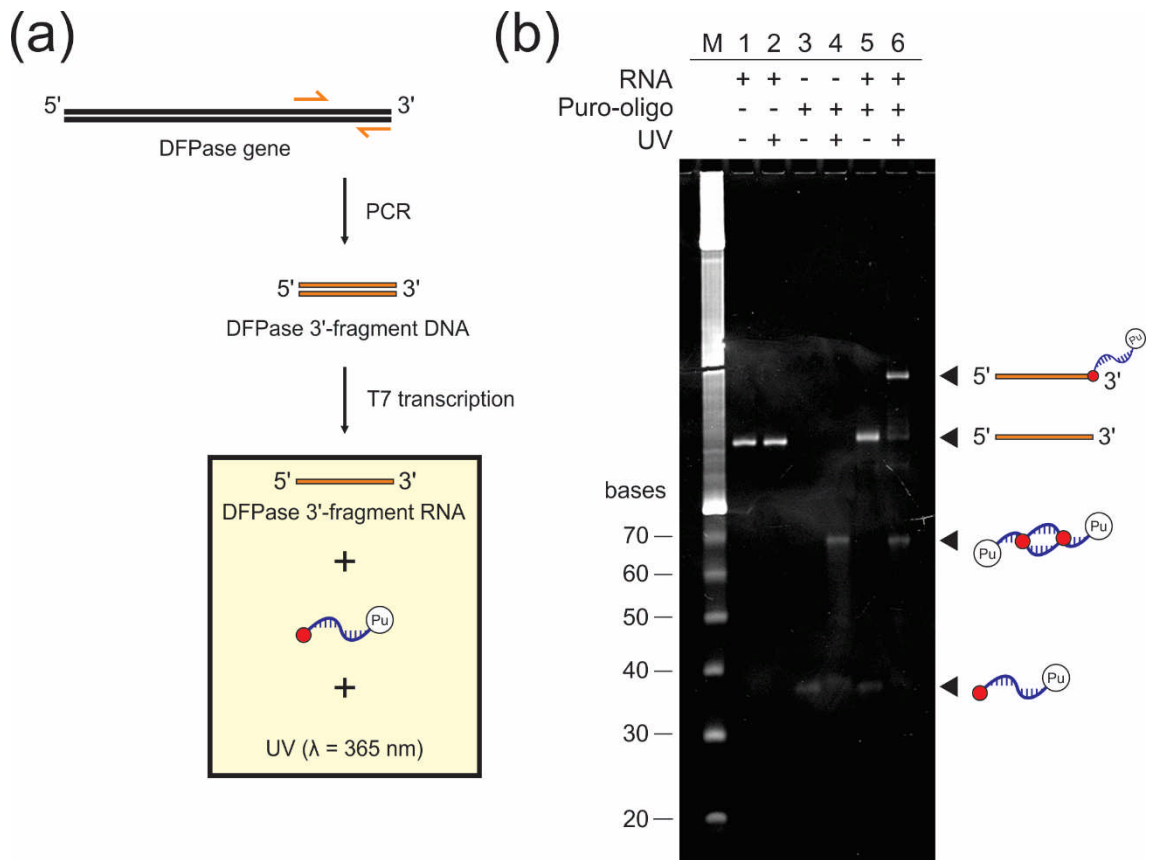 (a)
5' 3'
DFPase gene
PCR
5' 3'
DFPase 3'-fragment DNA
T7 transcription
5' 3'
DFPase 3'-fragment RNA
+
Pu
+
UV (λ = 365 nm)
(b)
M 1 2 3 4 5 6
RNA + + - - + +
Puro-oligo - - + + + +
UV - + - + - +
Pu
5' 3'
5' 3'
bases
70
Pu Pu
60
50
40
Pu
30
20